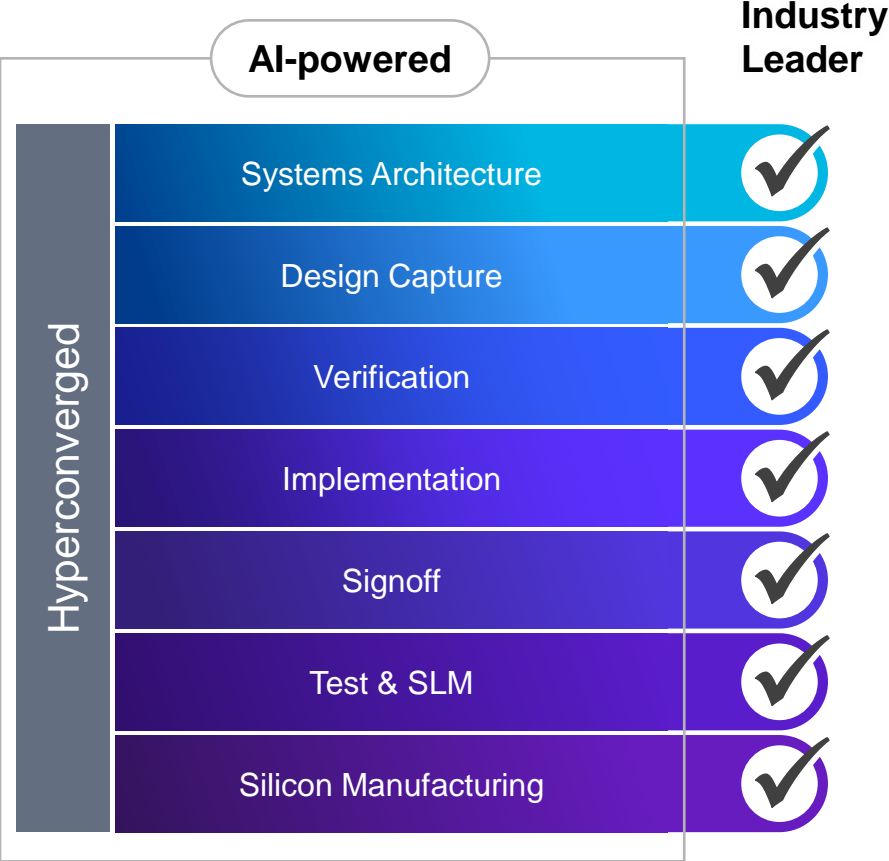 AI-powered
Industry
Leader
Hyperconverged
Systems Architecture
Design Capture
Verification
Implementation
Signoff
Test & SLM
Silicon Manufacturing